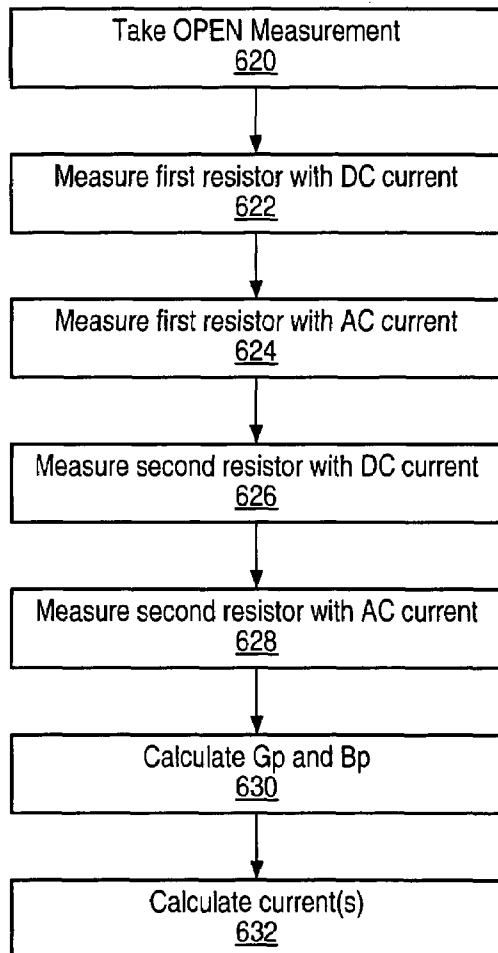 Take OPEN Measurement
620
Measure first resistor with DC current
622
Measure first resistor with AC current
624
Measure second resistor with DC current
626
Measure second resistor with AC current
628
Calculate Gp and Bp
630
Calculate current(s)
632